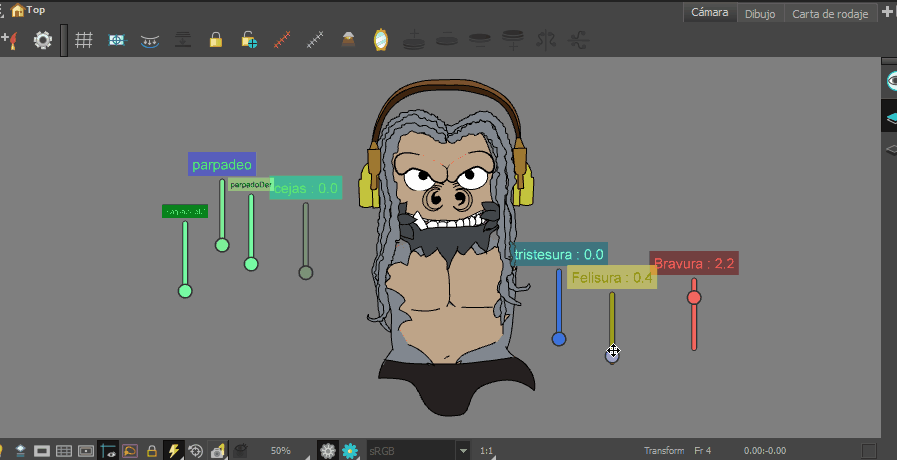 Top
Cámara
Dibujo
Carta de rodaje
parpadeo
parpadoDer
cejas : 0.0
tristesura : 0.0
Felisura : 0.4
Bravura : 2.2
50%
sRGB
1:1
Transform
Fr 4
0.00:-0.00